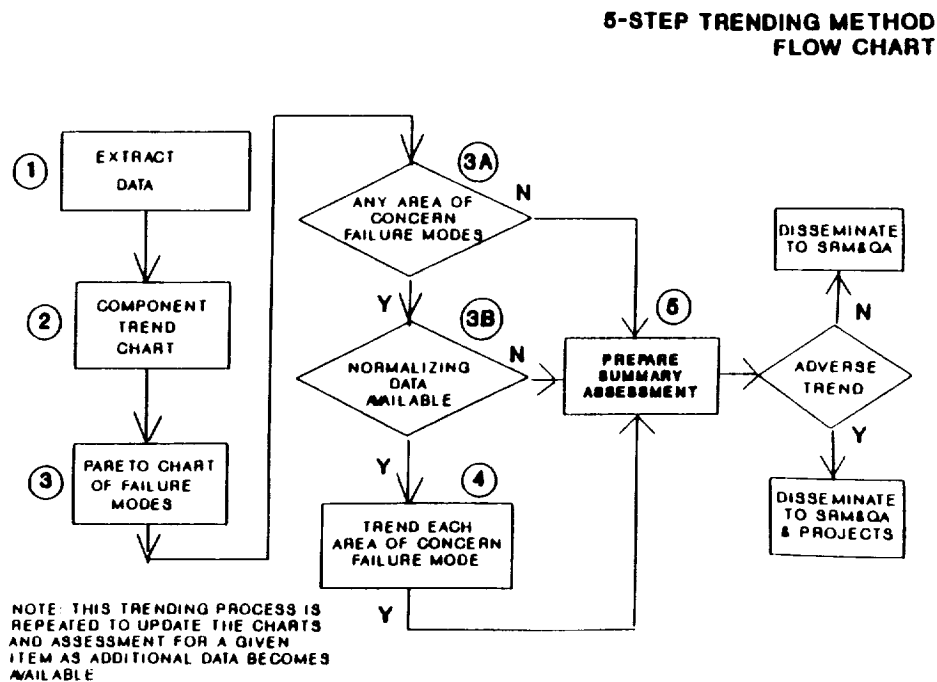 5-STEP TRENDING METHOD
FLOW CHART
1
EXTRACT
DATA
2
COMPONENT
TREND
CHART
3
PARETO CHART
OF FAILURE
MODES
3A
ANY AREA OF
CONCERN
FAILURE MODES
N
Y
3B
NORMALIZING
DATA
AVAILABLE
N
Y
4
TREND EACH
AREA OF CONCERN
FAILURE MODE
Y
5
PREPARE
SUMMARY
ASSESSMENT
ADVERSE
TREND
N
DISSEMINATE
TO SRM&QA
Y
DISSEMINATE
TO SRM&QA
& PROJECTS
NOTE: THIS TRENDING PROCESS IS
REPEATED TO UPDATE THE CHARTS
AND ASSESSMENT FOR A GIVEN
ITEM AS ADDITIONAL DATA BECOMES
AVAILABLE